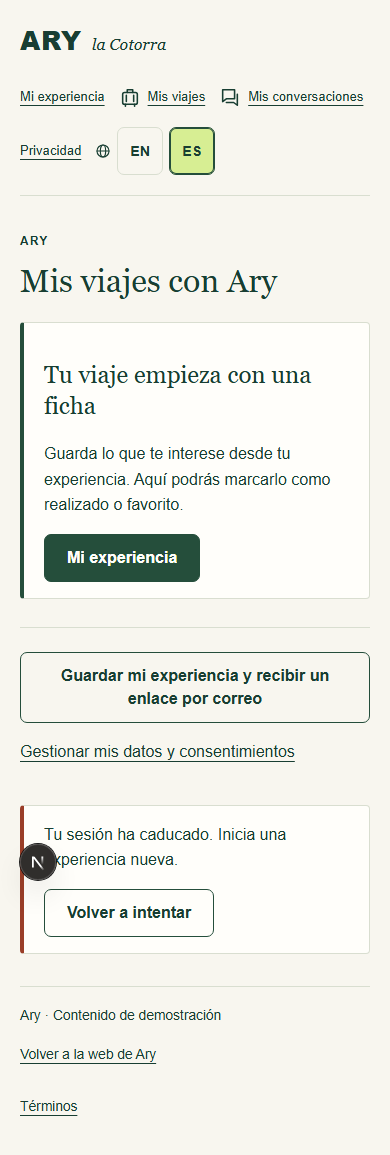 ARY la Cotorra
Mi experiencia Mis viajes Mis conversaciones
Privacidad EN ES
ARY
Mis viajes con Ary
Tu viaje empieza con una
ficha
Guarda lo que te interese desde tu
experiencia. Aquí podrás marcarlo como
realizado o favorito.
Mi experiencia
Guardar mi experiencia y recibir un
enlace por correo
Gestionar mis datos y consentimientos
Tu sesión ha caducado. Inicia una
N xperiencia nueva.
Volver a intentar
Ary · Contenido de demostración
Volver a la web de Ary
Términos